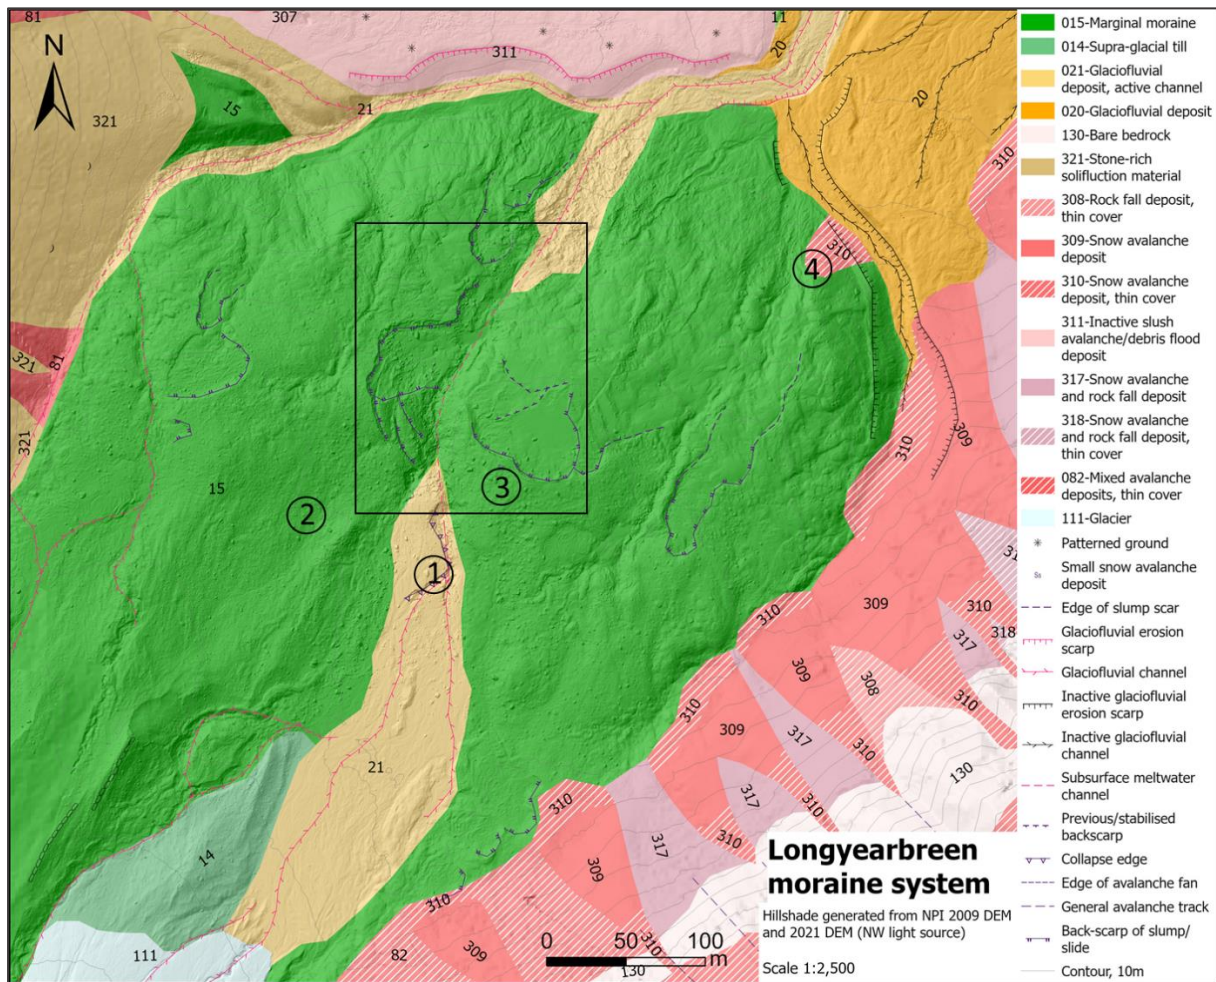 81
307
11
N
311
20
20
21
15
321
310
310
4
81
321
321
310
309
15
2
3
1
310
309
310
318
317
309
308
310
310
309
317
21
310
130
317
310
310
317
14
309
310
310
111
82
309
130
Longyearbreen
moraine system
Hillshade generated from NPI 2009 DEM
and 2021 DEM (NW light source)
0 50 100
m
Scale 1:2,500
015-Marginal moraine
014-Supra-glacial till
021-Glaciofluvial
deposit, active channel
020-Glaciofluvial deposit
130-Bare bedrock
321-Stone-rich
solifluction material
308-Rock fall deposit,
thin cover
309-Snow avalanche
deposit
310-Snow avalanche
deposit, thin cover
311-Inactive slush
avalanche/debris flood
deposit
317-Snow avalanche
and rock fall deposit
318-Snow avalanche
and rock fall deposit,
thin cover
082-Mixed avalanche
deposits, thin cover
111-Glacier
Patterned ground
Small snow avalanche
deposit
Edge of slump scar
Glaciofluvial erosion
scarp
Glaciofluvial channel
Inactive glaciofluvial
erosion scarp
Inactive glaciofluvial
channel
Subsurface meltwater
channel
Previous/stabilised
backscarp
Collapse edge
Edge of avalanche fan
General avalanche track
Back-scarp of slump/
slide
Contour, 10m